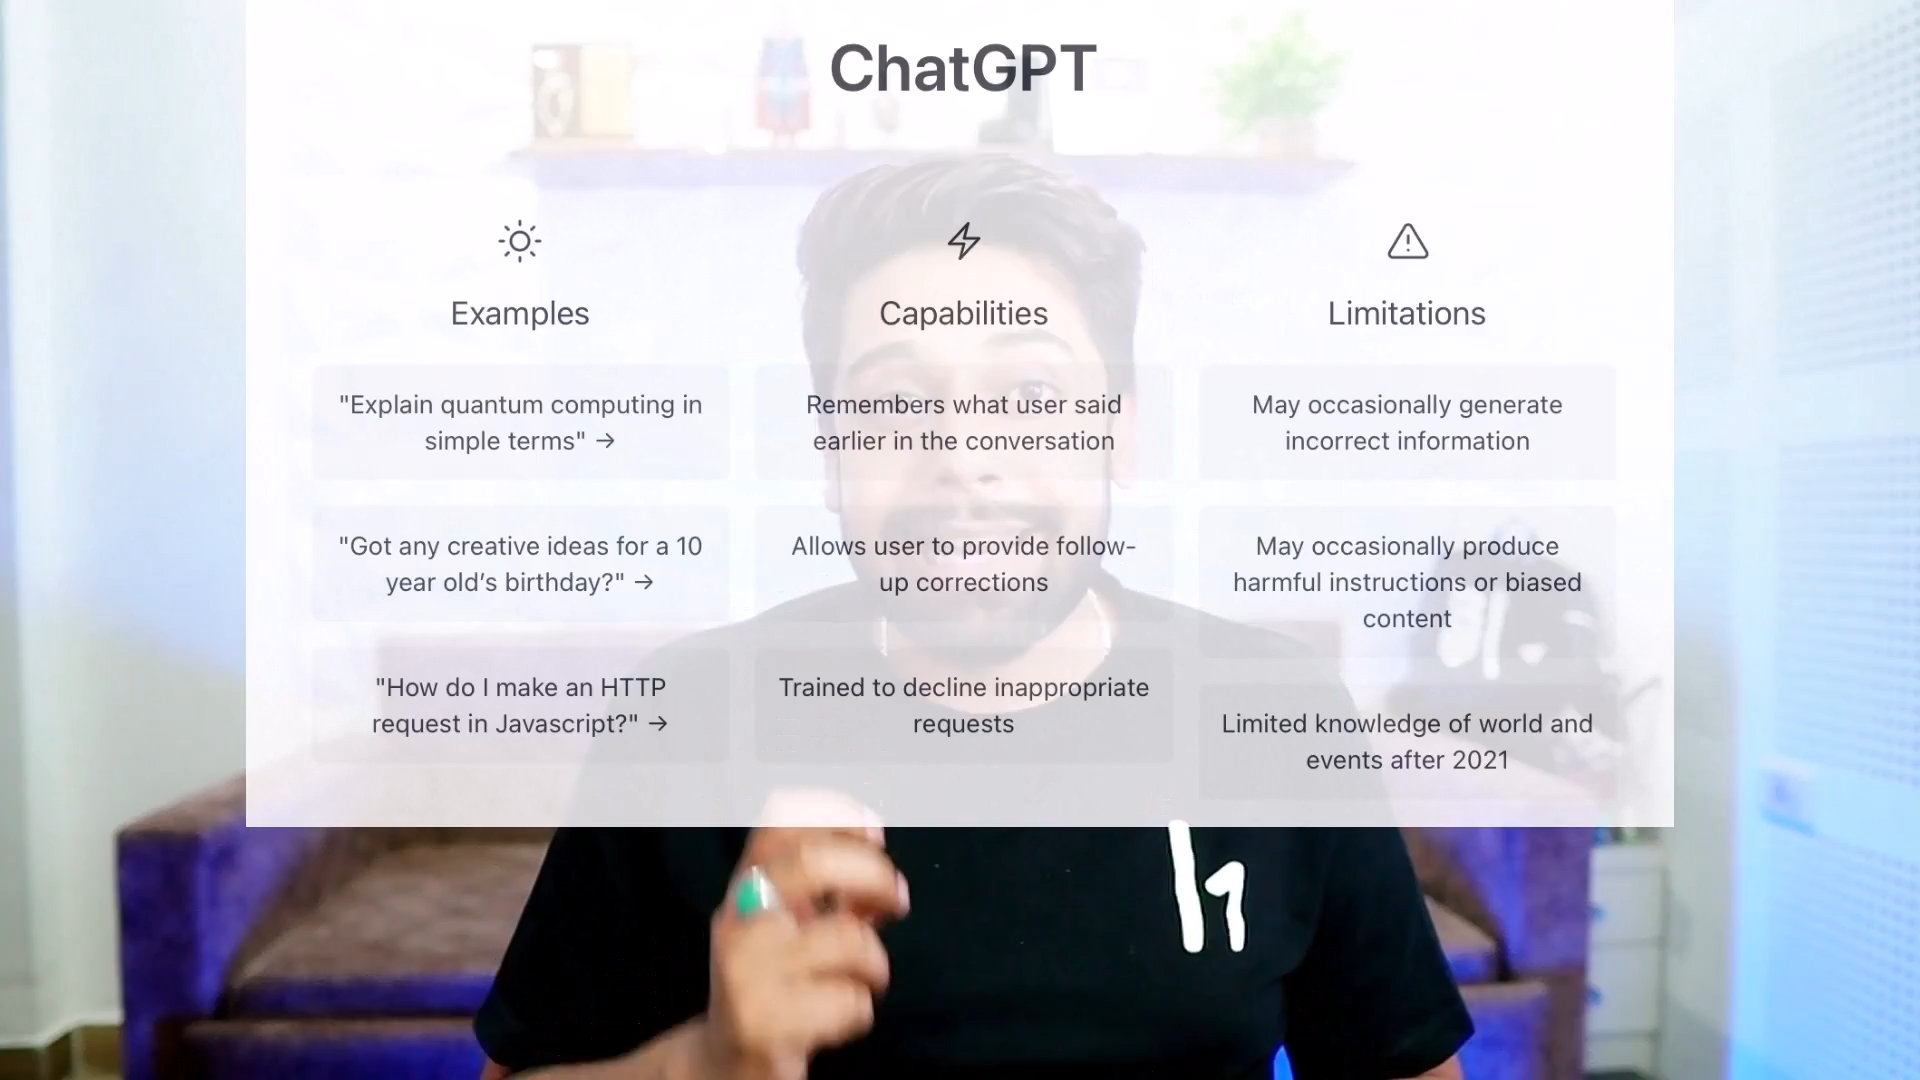 ChatGPT
Examples
"Explain quantum computing in
simple terms" →
"Got any creative ideas for a 10
year old’s birthday?" →
"How do I make an HTTP
request in Javascript?" →
Capabilities
Remembers what user said
earlier in the conversation
Allows user to provide follow-
up corrections
Trained to decline inappropriate
requests
Limitations
May occasionally generate
incorrect information
May occasionally produce
harmful instructions or biased
content
Limited knowledge of world and
events after 2021